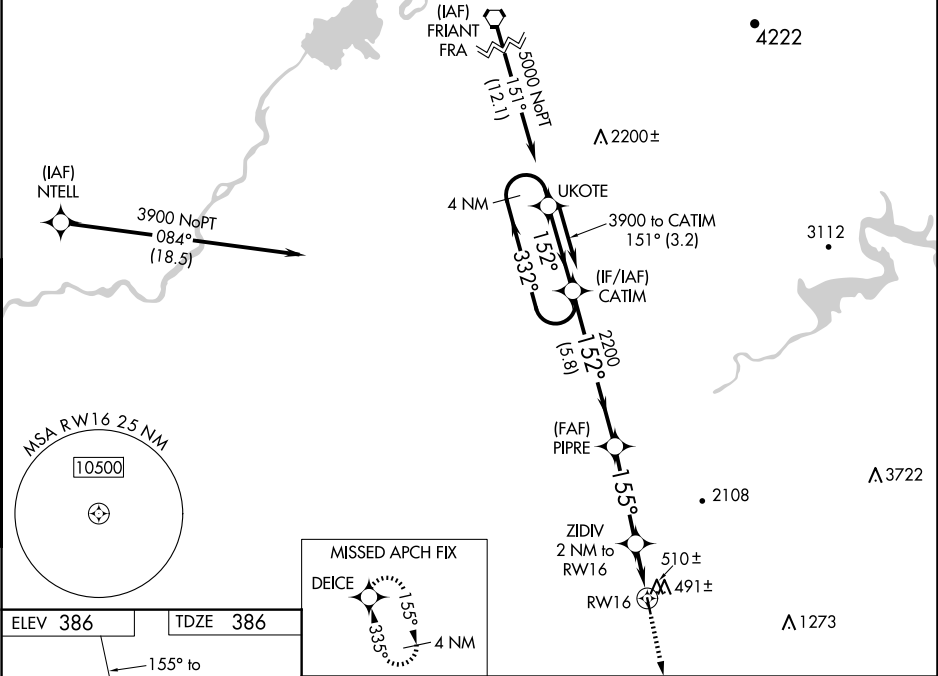 (IAF)
FRIANT
FRA
5000 NoPT
151°
(12.1)
4222
2200±
(IAF)
NTELL
3900 NoPT
084°
(18.5)
4 NM
UKOTE
3900 to CATIM
151° (3.2)
3112
152°
332°
(IF/IAF)
CATIM
2200
152°
(5.8)
MSA RW16 25 NM
10500
(FAF)
PIPRE
155°
3722
2108
ZIDIV
2 NM to
RW16
510±
491±
RW16
1273
MISSED APCH FIX
DEICE
155°
335°
4 NM
ELEV 386
TDZE 386
155° to